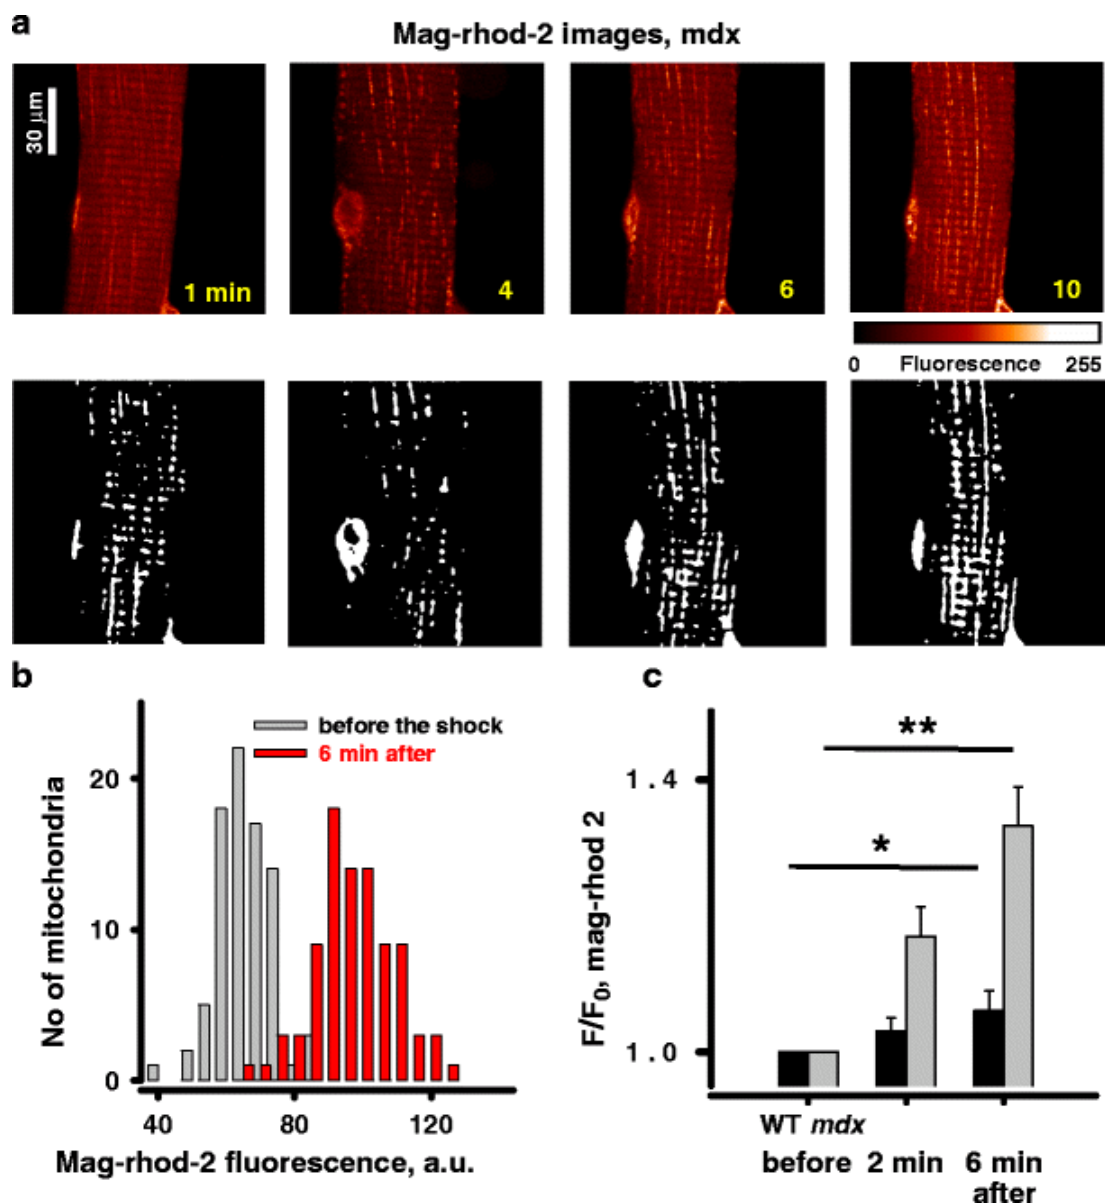 a
Mag-rhod-2 images, mdx
30 μm
1 min
4
6
10
0 Fluorescence 255
b
before the shock
6 min after
No of mitochondria
20
10
0
40 80 120
Mag-rhod-2 fluorescence, a.u.
c
**
*
F/F₀, mag-rhod 2
1.4
1.0
WT mdx
before 2 min 6 min
after